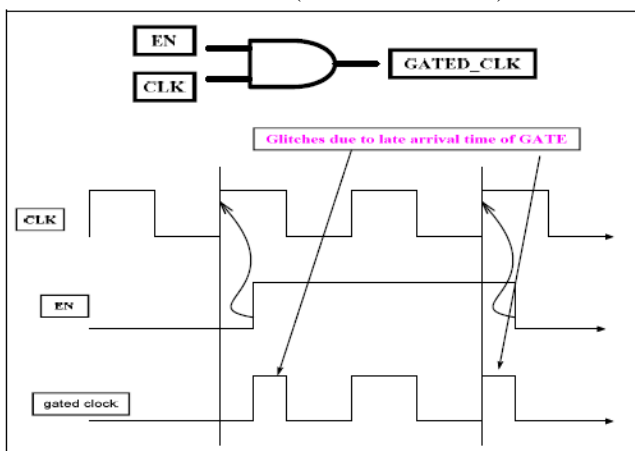 EN
CLK
GATED_CLK
Glitches due to late arrival time of GATE
CLK
EN
gated clock